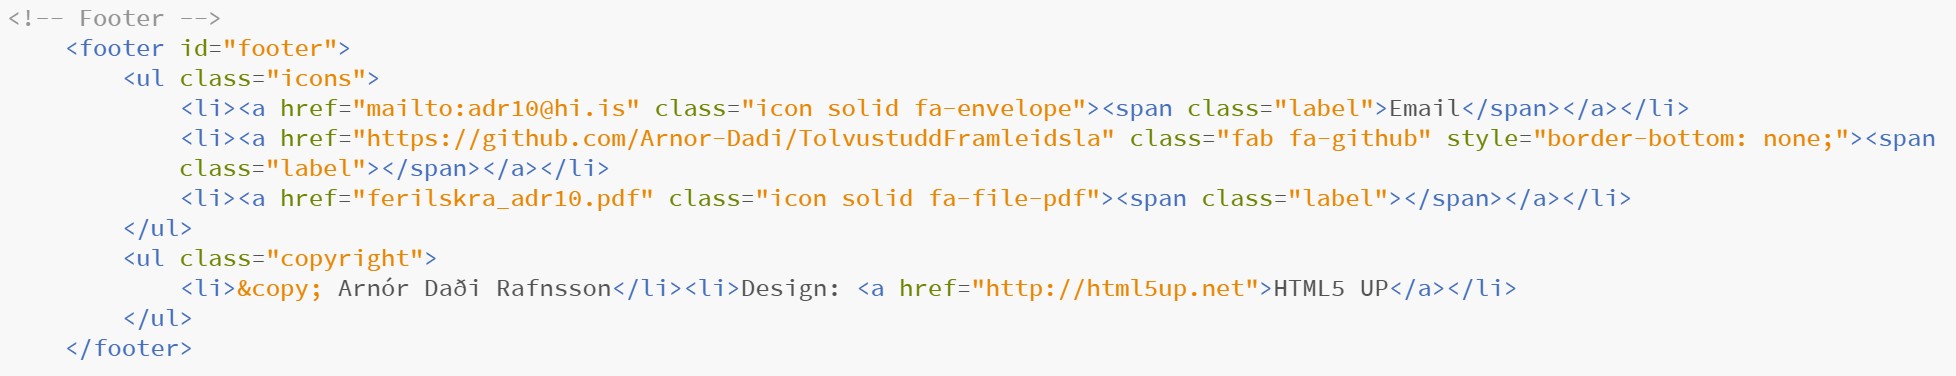 <!-- Footer -->
<footer id="footer">
<ul class="icons">
<li><a href="mailto:adr10@hi.is" class="icon solid fa-envelope"><span class="label">Email</span></a></li>
<li><a href="https://github.com/Arnor-Dadi/TolvustuddFramleidsla" class="fab fa-github" style="border-bottom: none;"><span
class="label"></span></a></li>
<li><a href="ferilskra_adr10.pdf" class="icon solid fa-file-pdf"><span class="label"></span></a></li>
</ul>
<ul class="copyright">
<li>&copy; Arnór Daði Rafnsson</li><li>Design: <a href="http://html5up.net">HTML5 UP</a></li>
</ul>
</footer>